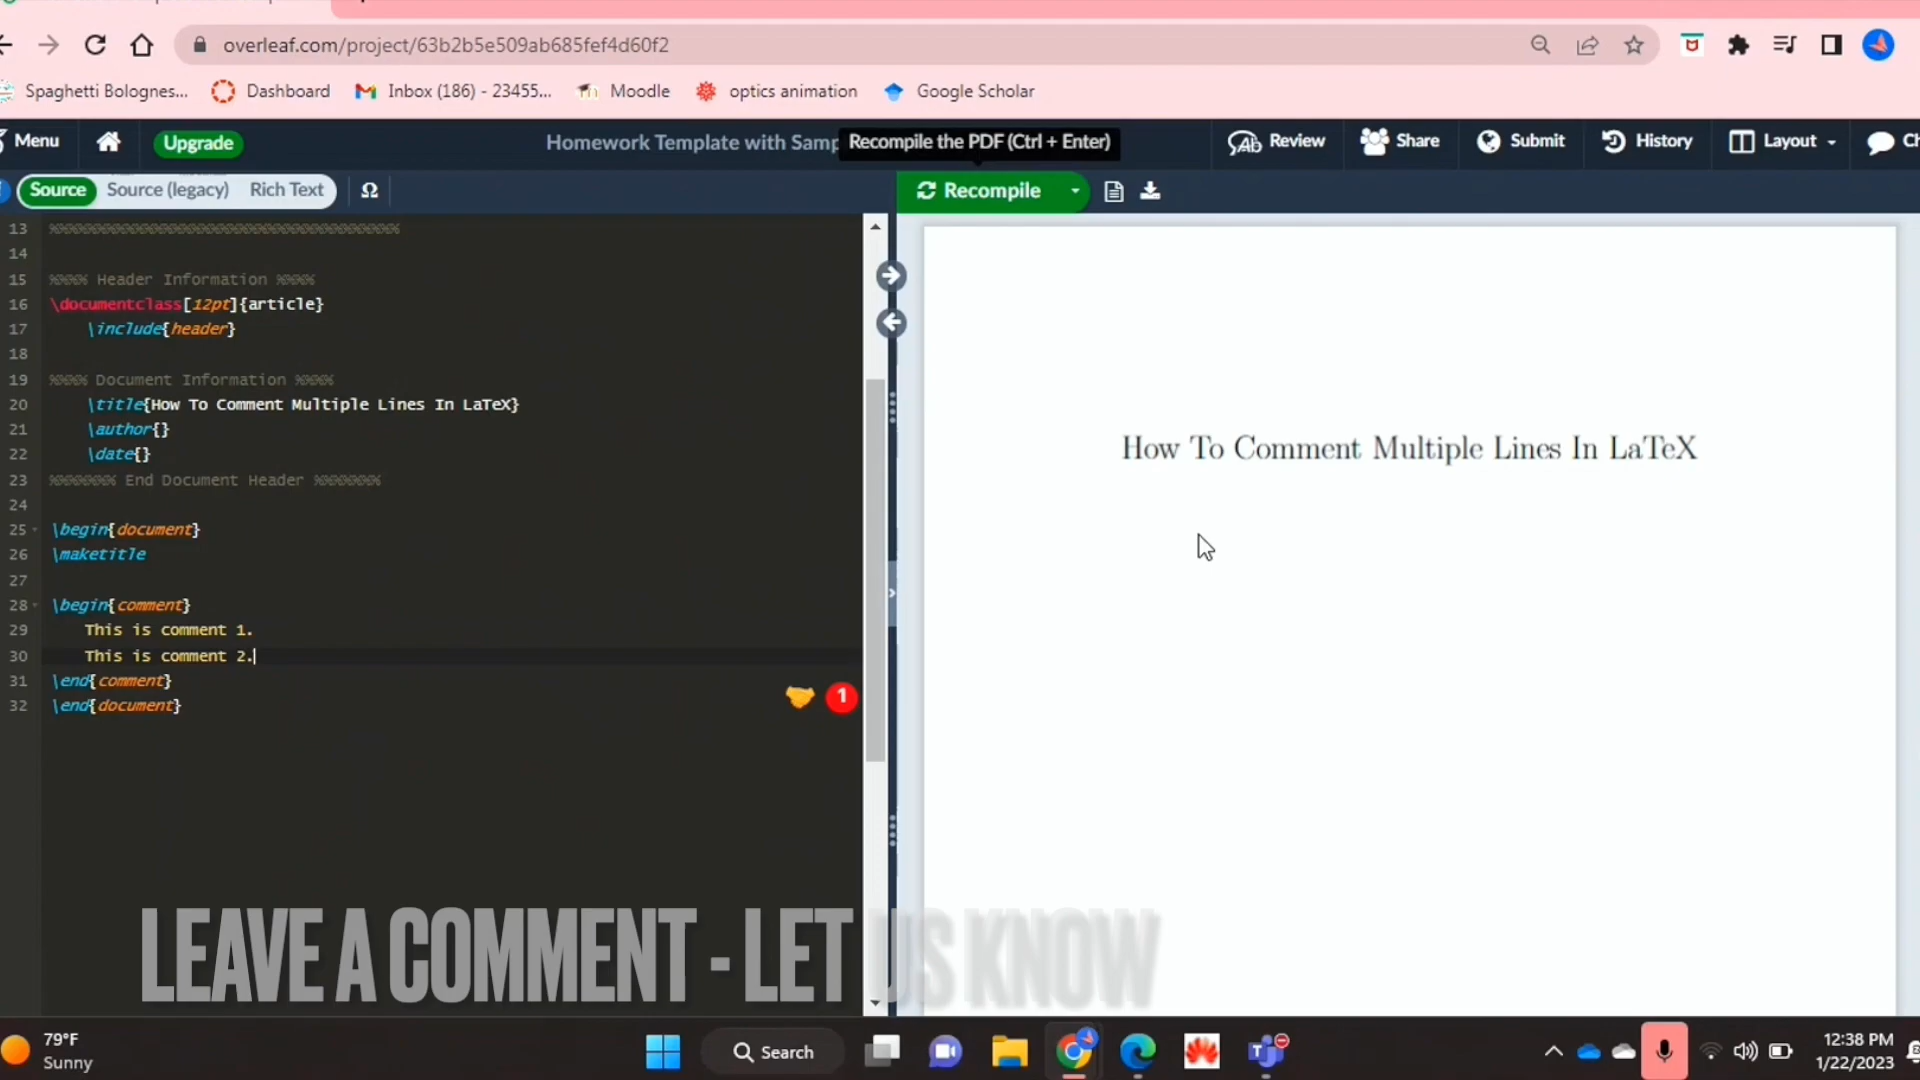 overleaf.com/project/63b2b5e509ab685fef4d60f2
Spaghetti Bolognes... Dashboard Inbox (186) - 23455... Moodle optics animation Google Scholar
Menu Upgrade Homework Template with Samp Recompile the PDF (Ctrl + Enter) Review Share Submit History Layout Ch
Source Source (legacy) Rich Text Ω Recompile
13 %%%%%%%%%%%%%%%%%%%%%%%%%%%%%%%%%%%%%
14
15 %%%% Header Information %%%%
16 \documentclass[12pt]{article}
17 \include{header}
18
19 %%%% Document Information %%%%
20 \title{How To Comment Multiple Lines In LaTeX}
21 \author{}
22 \date{}
23 %%%%%%% End Document Header %%%%%%%
24
25 \begin{document}
26 \maketitle
27
28 \begin{comment}
29 This is comment 1.
30 This is comment 2.
31 \end{comment}
32 \end{document}
1
How To Comment Multiple Lines In LaTeX
LEAVE A COMMENT - LET US KNOW
79°F
Sunny
Search
12:38 PM
1/22/2023